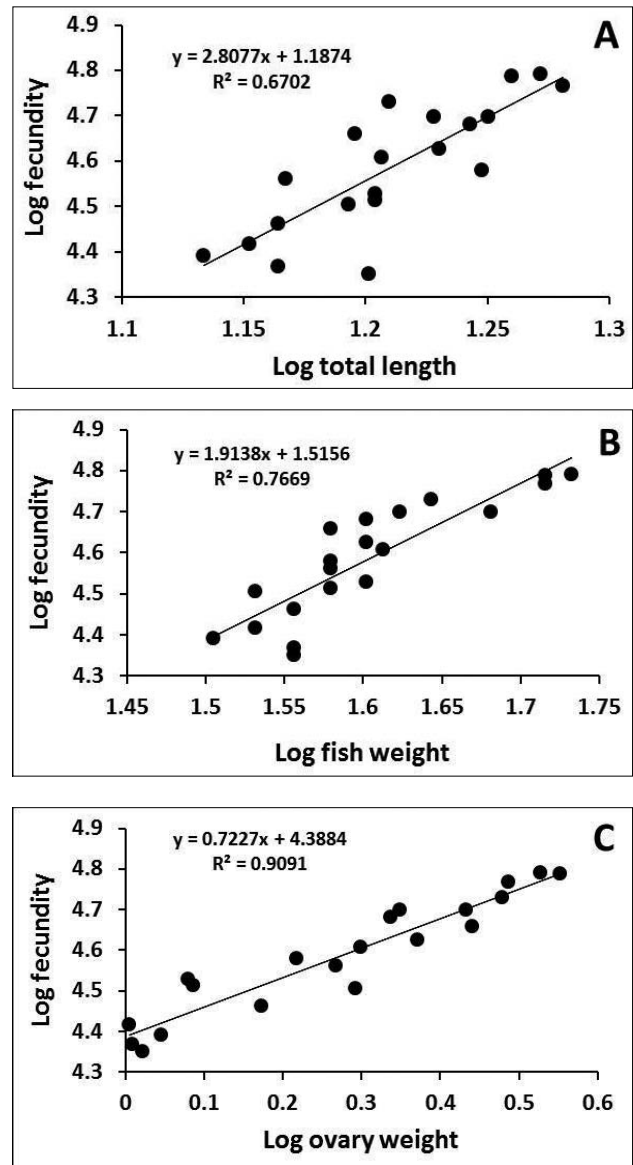 A
y = 2.8077x + 1.1874
R² = 0.6702
4.9
4.8
4.7
4.6
4.5
4.4
4.3
Log fecundity
1.1 1.15 1.2 1.25 1.3
Log total length
B
y = 1.9138x + 1.5156
R² = 0.7669
4.9
4.8
4.7
4.6
4.5
4.4
4.3
Log fecundity
1.45 1.5 1.55 1.6 1.65 1.7 1.75
Log fish weight
C
y = 0.7227x + 4.3884
R² = 0.9091
4.9
4.8
4.7
4.6
4.5
4.4
4.3
Log fecundity
0 0.1 0.2 0.3 0.4 0.5 0.6
Log ovary weight